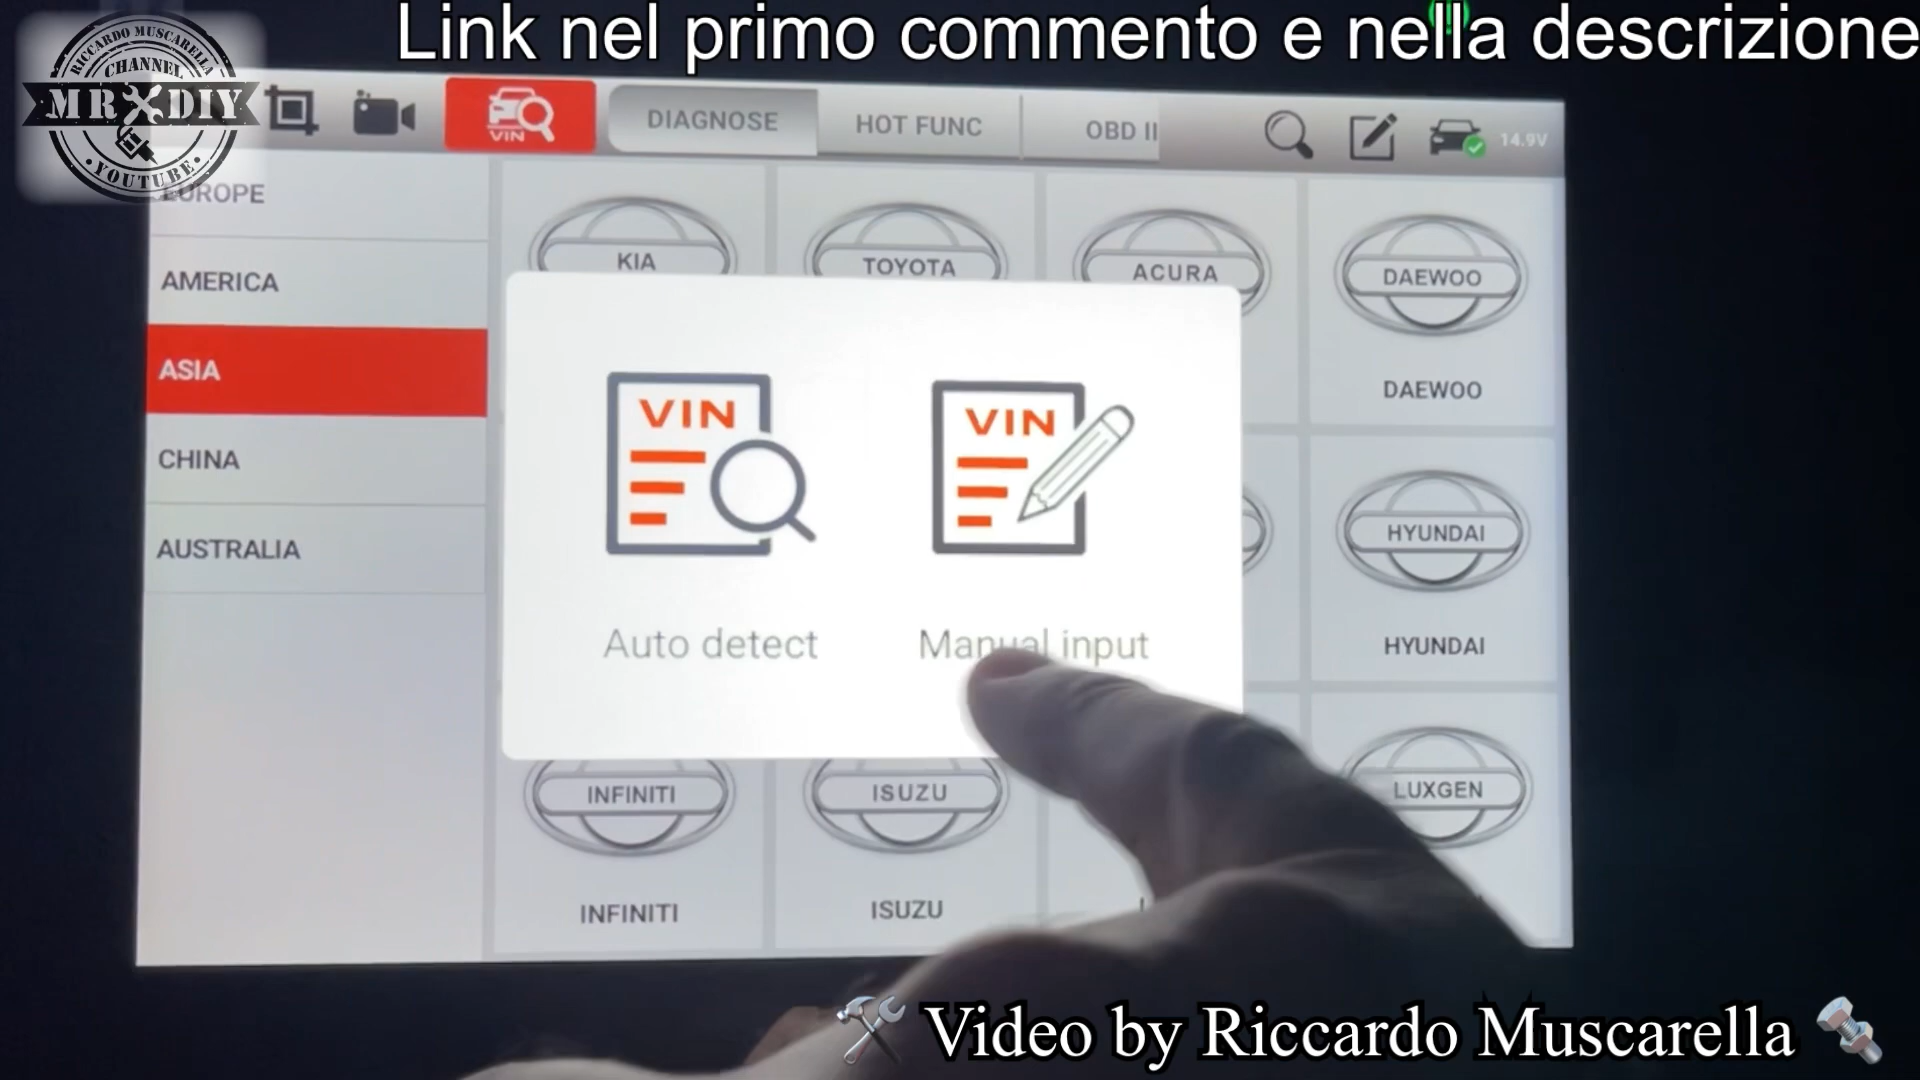 Link nel primo commento e nella descrizione
RICCARDO MUSCARELLA
CHANNEL
MR DIY
YOUTUBE
VIN
DIAGNOSE
HOT FUNC
OBD II
14.9V
EUROPE
AMERICA
ASIA
CHINA
AUSTRALIA
KIA
TOYOTA
ACURA
DAEWOO
DAEWOO
VIN
VIN
Auto detect
Manual input
HYUNDAI
HYUNDAI
INFINITI
ISUZU
LUXGEN
INFINITI
ISUZU
Video by Riccardo Muscarella